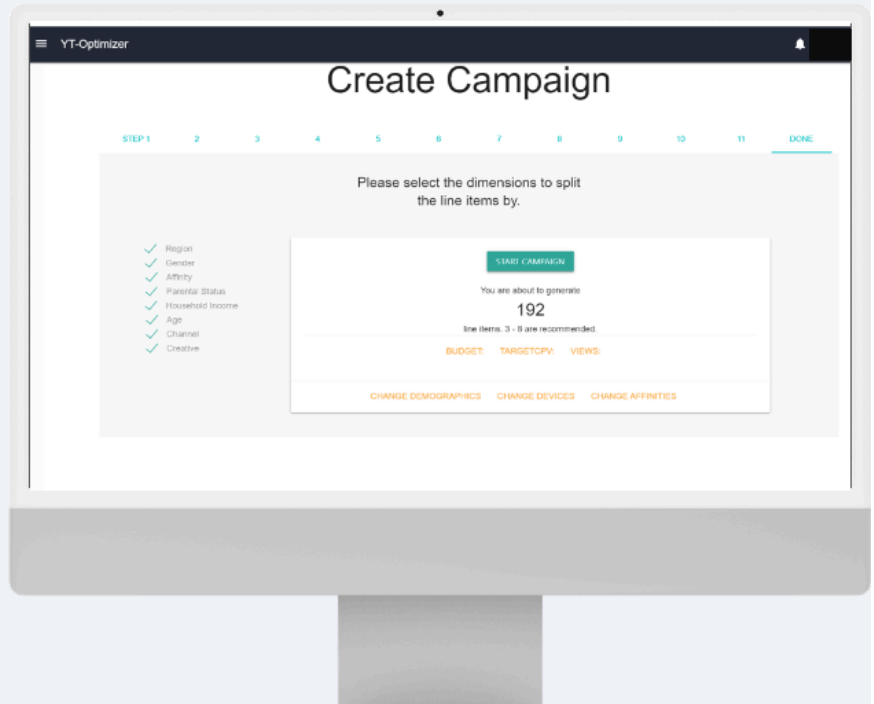 YT-Optimizer
Create Campaign
STEP 1 2 3 4 5 6 7 8 9 10 11 DONE
Please select the dimensions to split
the line items by.
Region
Gender
Affinity
Parental Status
Household Income
Age
Channel
Creative
START CAMPAIGN
You are about to generate
192
line items. 3 - 8 are recommended.
BUDGET: TARGETCPV: VIEWS:
CHANGE DEMOGRAPHICS CHANGE DEVICES CHANGE AFFINITIES